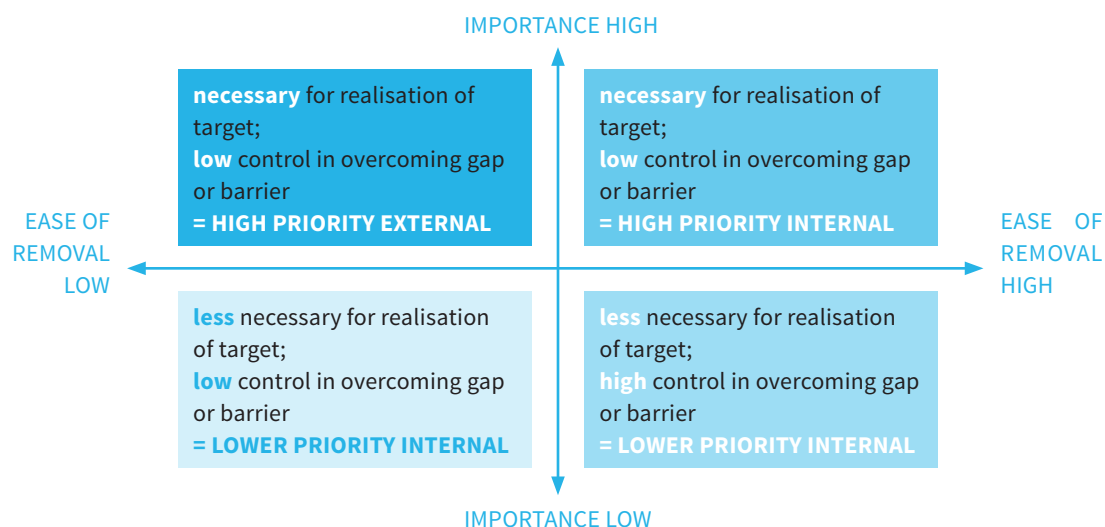 IMPORTANCE HIGH
necessary for realisation of
target;
low control in overcoming gap
or barrier
= HIGH PRIORITY EXTERNAL
necessary for realisation of
target;
low control in overcoming gap
or barrier
= HIGH PRIORITY INTERNAL
EASE OF
REMOVAL
LOW
EASE OF
REMOVAL
HIGH
less necessary for realisation
of target;
low control in overcoming gap
or barrier
= LOWER PRIORITY INTERNAL
less necessary for realisation
of target;
high control in overcoming gap
or barrier
= LOWER PRIORITY INTERNAL
IMPORTANCE LOW